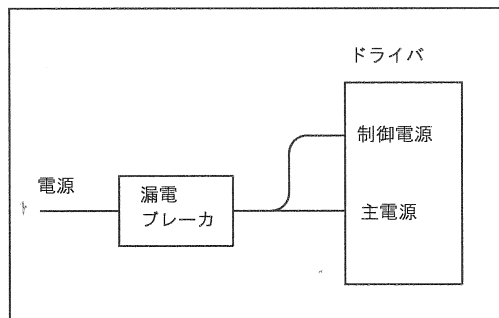 ドライバ
制御電源
電源
漏電
ブレーカ
主電源